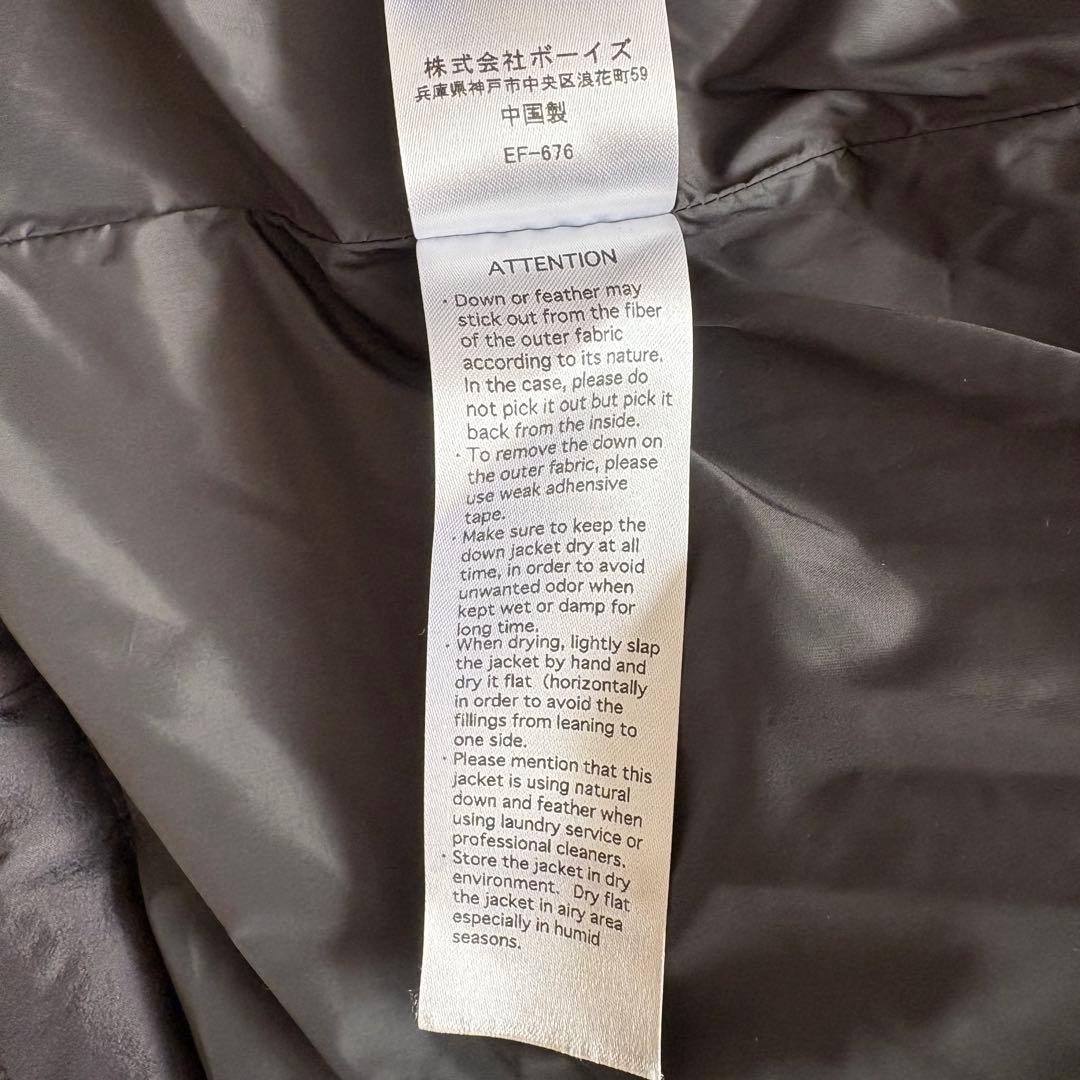 株式会社ボーイズ
兵庫県神戸市中央区浪花町59
中国製
EF-676
ATTENTION
・Down or feather may
stick out from the fiber
of the outer fabric
according to its nature.
In the case, please do
not pick it out but pick it
back from the inside.
・To remove the down on
the outer fabric, please
use weak adhensive
tape.
・Make sure to keep the
down jacket dry at all
time, in order to avoid
unwanted odor when
kept wet or damp for
long time.
・When drying, lightly slap
the jacket by hand and
dry it flat (horizontally
in order to avoid the
fillings from leaning to
one side.
・Please mention that this
jacket is using natural
down and feather when
using laundry service or
professional cleaners.
・Store the jacket in dry
environment. Dry flat
the jacket in airy area
especially in humid
seasons.